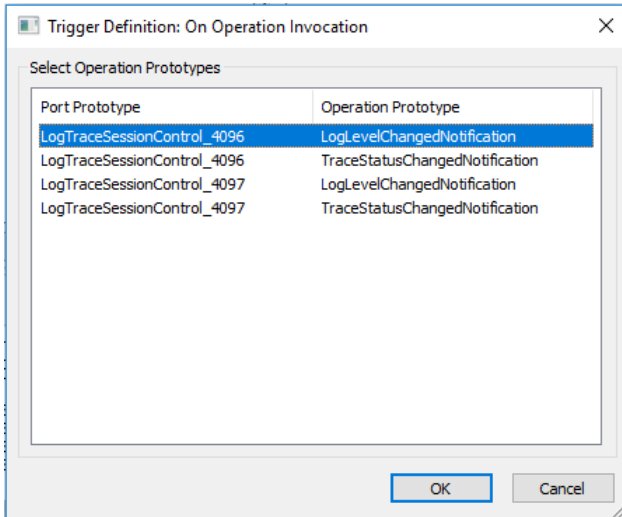 Trigger Definition: On Operation Invocation
Select Operation Prototypes
Port Prototype Operation Prototype
LogTraceSessionControl_4096 LogLevelChangedNotification
LogTraceSessionControl_4096 TraceStatusChangedNotification
LogTraceSessionControl_4097 LogLevelChangedNotification
LogTraceSessionControl_4097 TraceStatusChangedNotification
OK Cancel